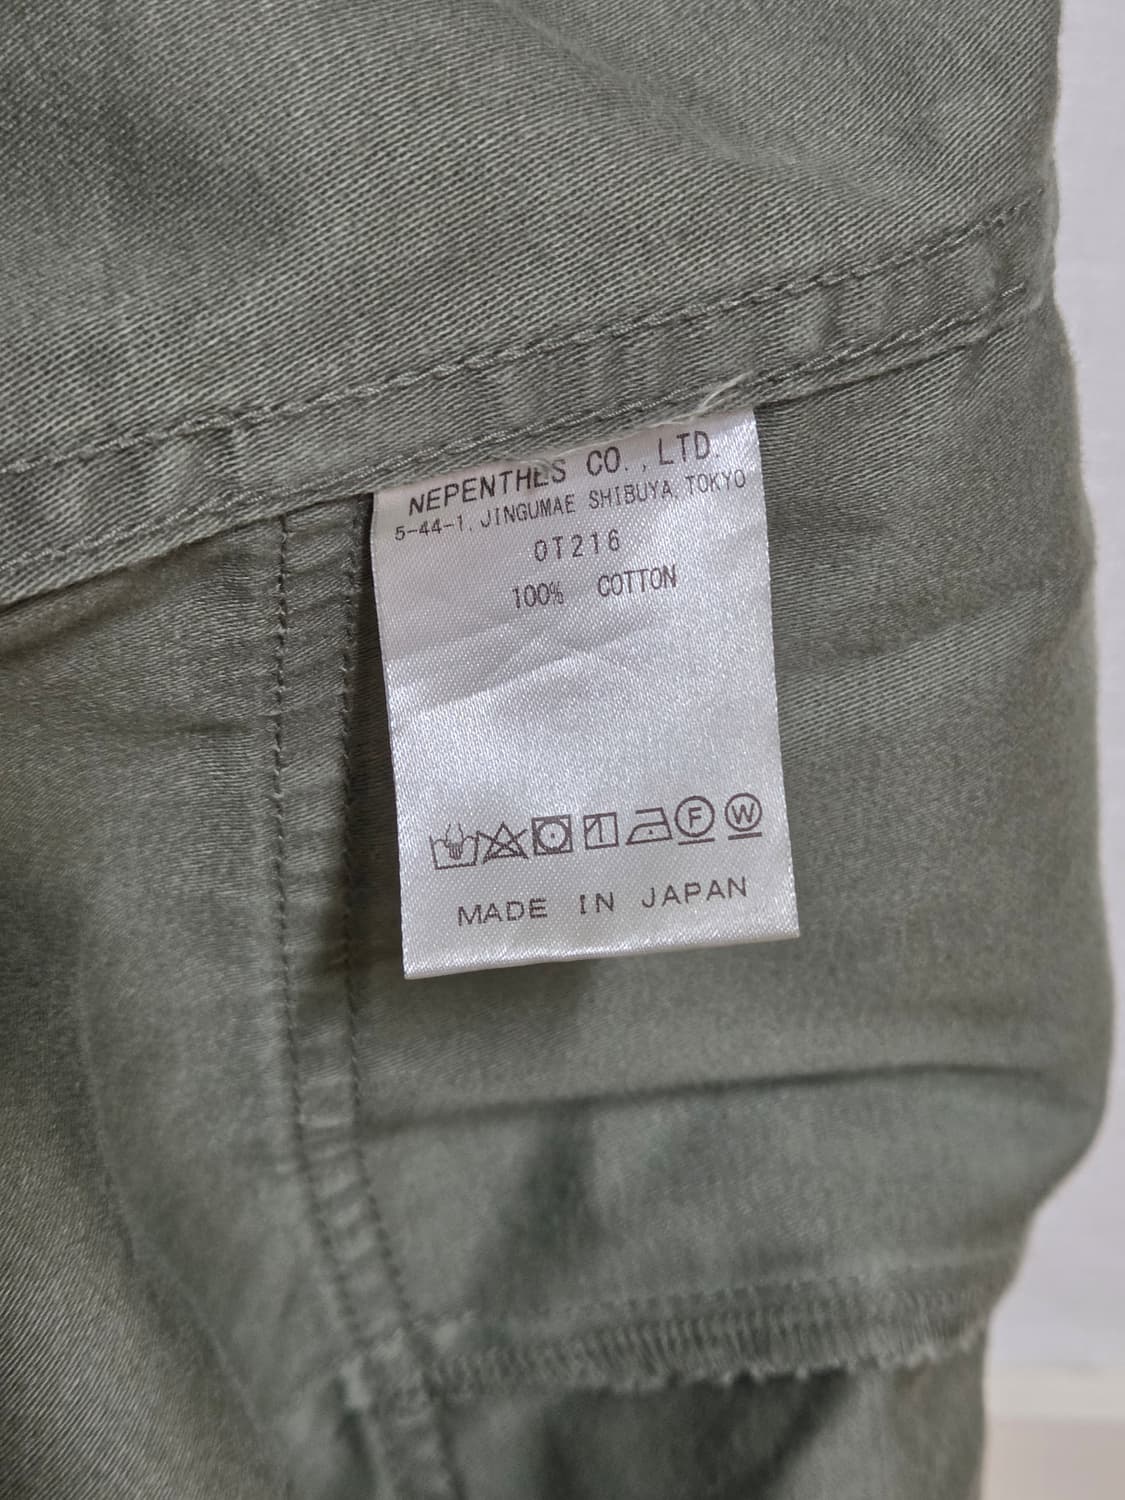 NEPENTHES CO., LTD.
5-44-1, JINGUMAE SHIBUYA, TOKYO
OT216
100% COTTON
F W
MADE IN JAPAN